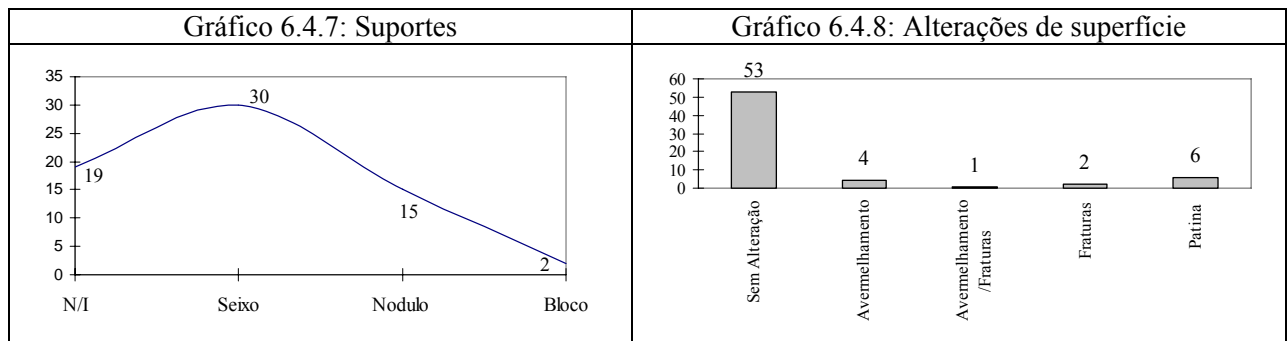 Gráfico 6.4.7: Suportes
35
30
25
20
15
10
5
0
19
30
15
2
N/I
Seixo
Nodulo
Bloco
Gráfico 6.4.8: Alterações de superfície
60
50
40
30
20
10
0
53
4
1
2
6
Sem Alteração
Avermelhamento
Avermelhamento
/Fraturas
Fraturas
Patina